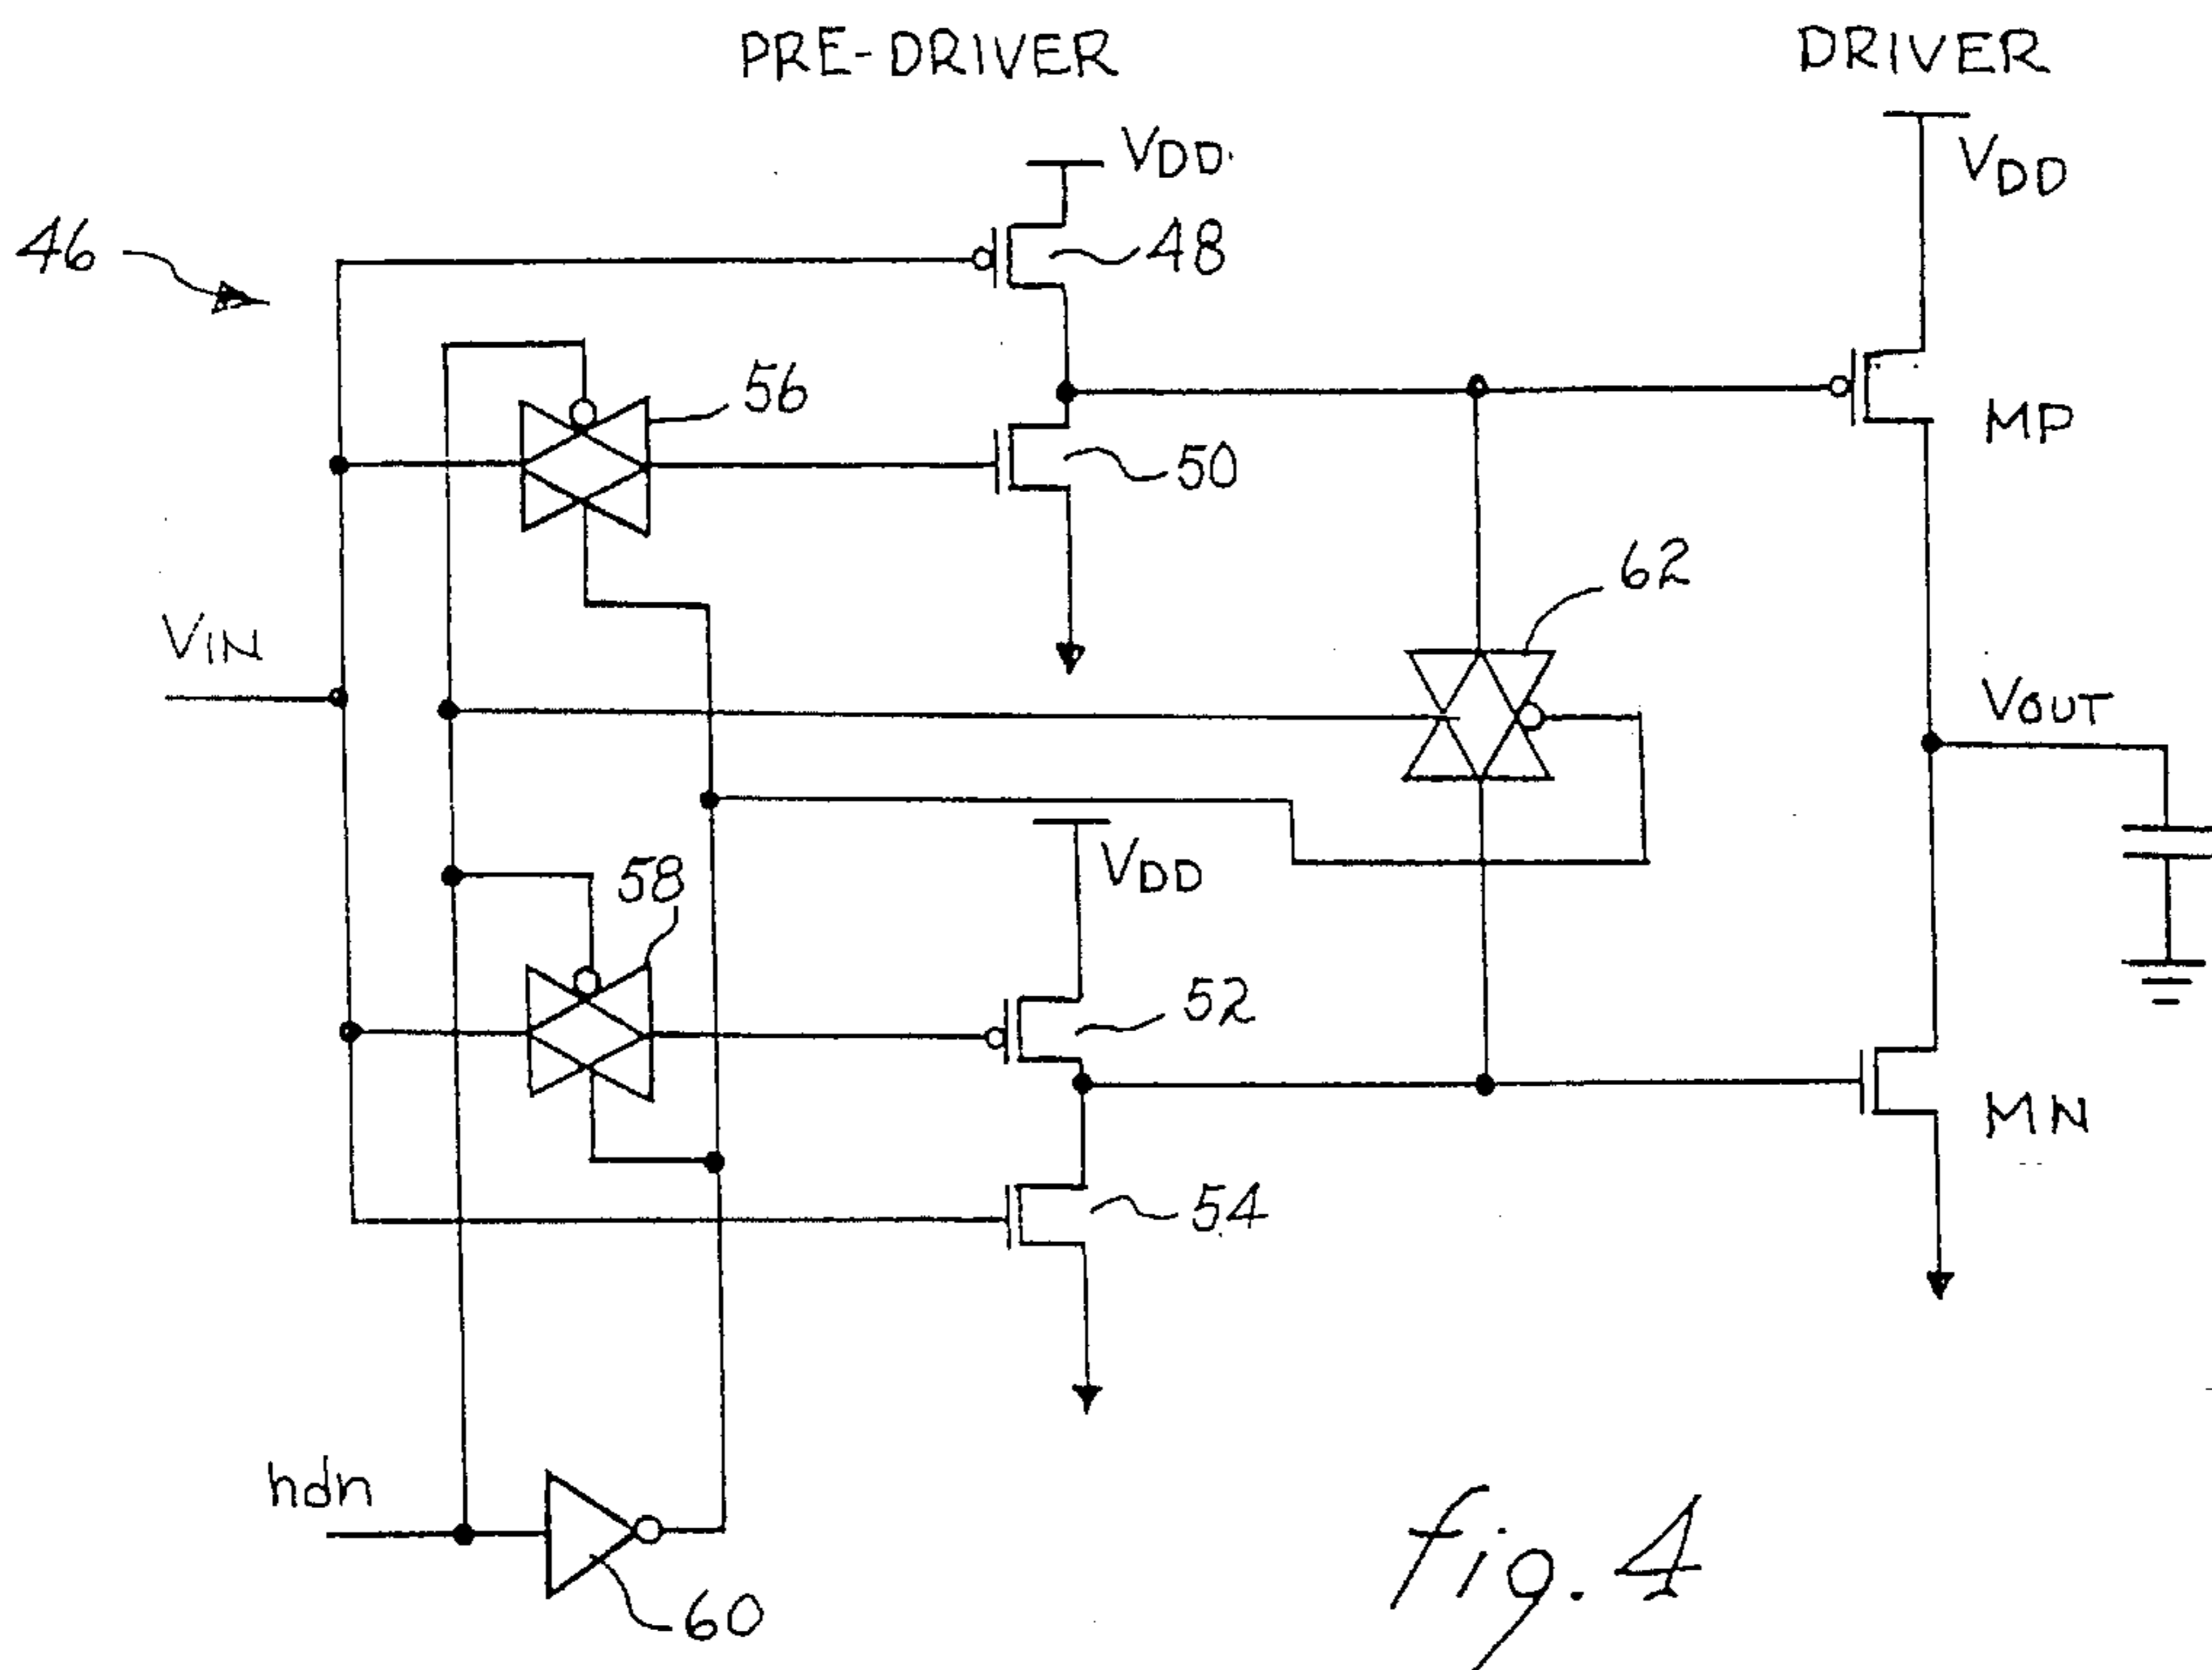 PRE-DRIVER
DRIVER
VDD
VDD
46
48
56
MP
50
62
VIN
VOUT
58
VDD
52
MN
54
hdn
60
fig. 4